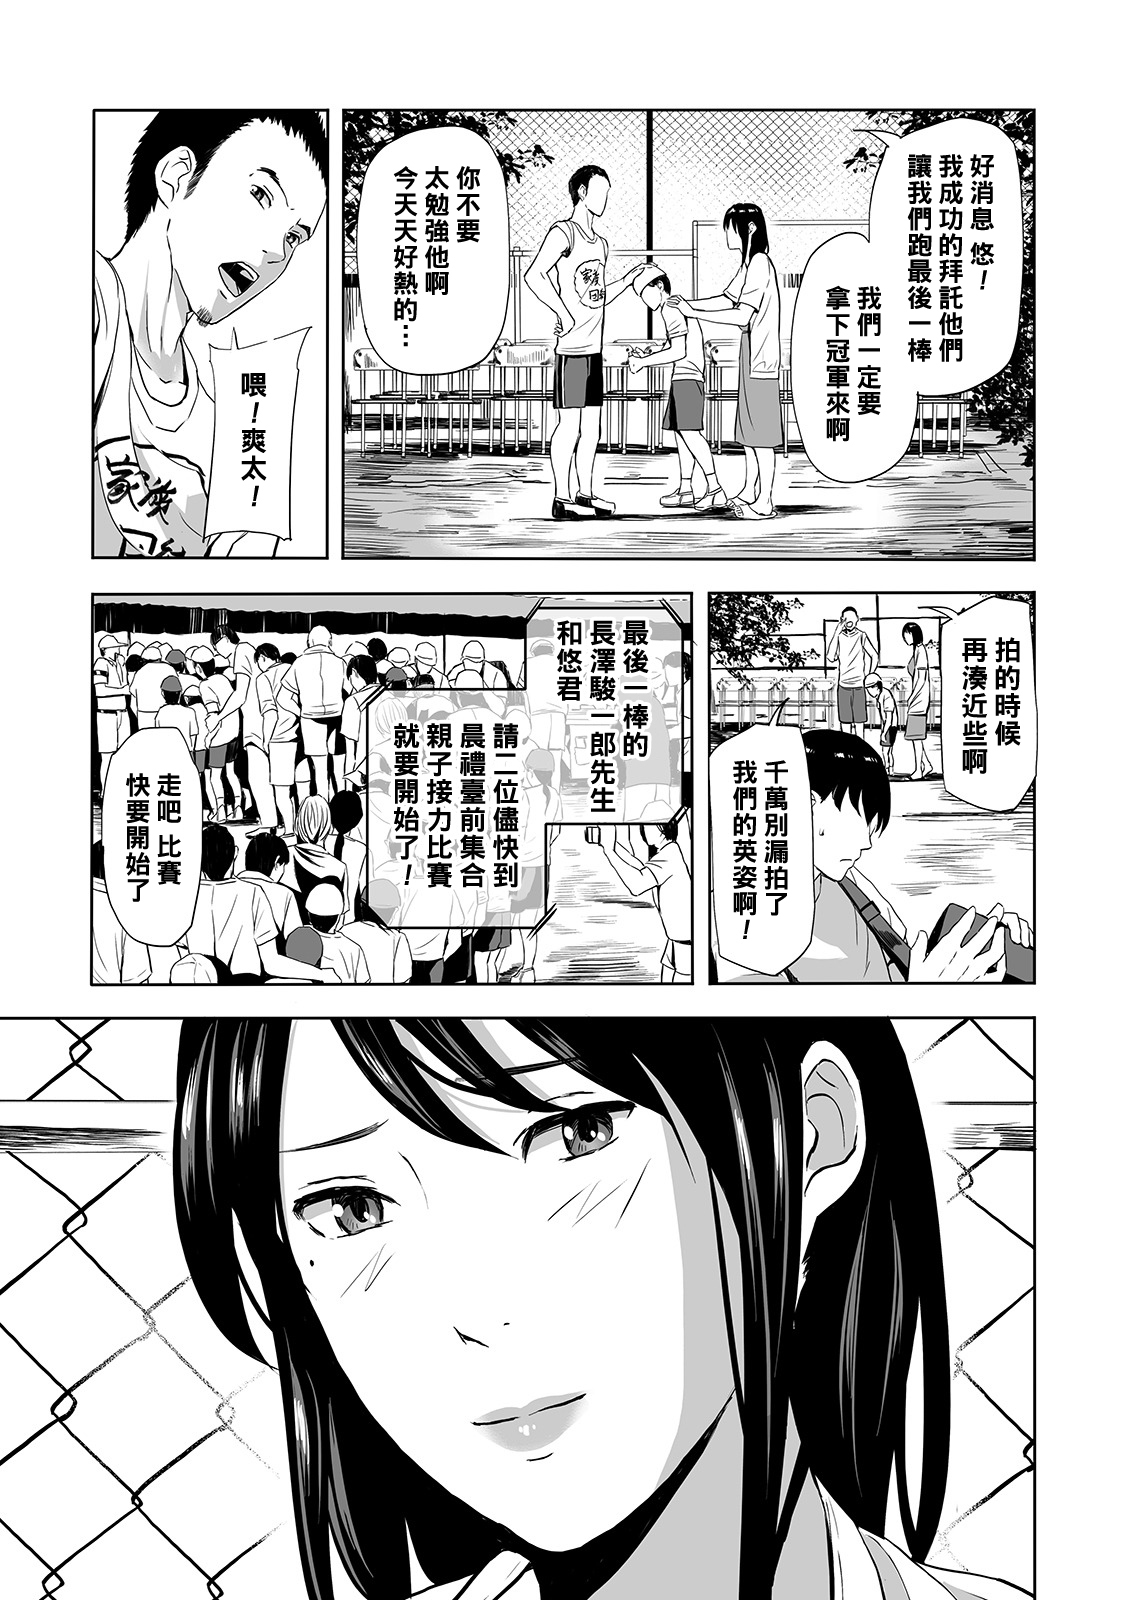 好消息 悠！
我成功的拜託他們
讓我們跑最後一棒
我們一定要
拿下冠軍來啊
你不要
太勉強他啊
今天天好熱的…
喂！爽太！
拍的時候
再湊近些啊
千萬別漏拍了
我們的英姿啊！
最後一棒的
長澤駿一郎先生
和悠君
請二位儘快到
晨禮臺前集合
親子接力比賽
就要開始了！
走吧 比賽
快要開始了